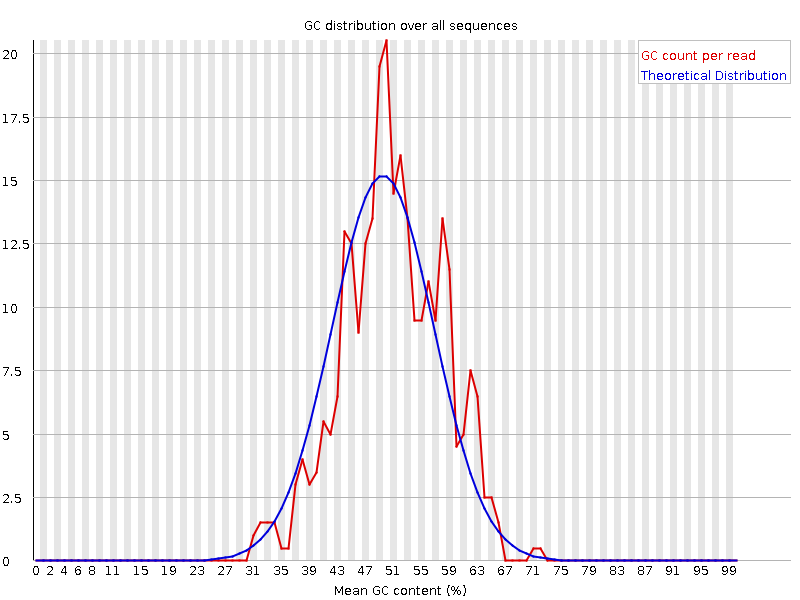 GC distribution over all sequences
GC count per read
Theoretical Distribution
20
17.5
15
12.5
10
7.5
5
2.5
0
0 2 4 6 8 11 15 19 23 27 31 35 39 43 47 51 55 59 63 67 71 75 79 83 87 91 95 99
Mean GC content (%)